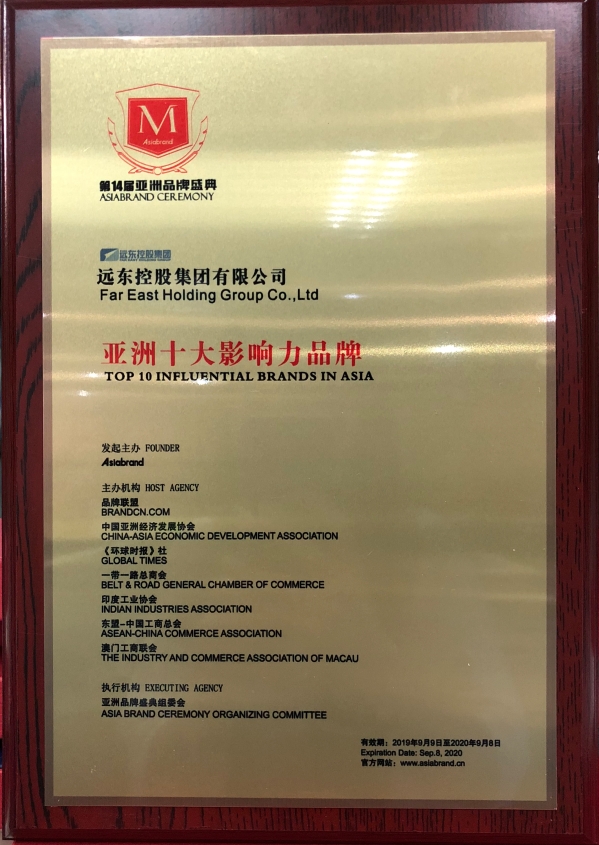 M
Asiabrand
第14届亚洲品牌盛典
ASIABRAND CEREMONY
远东控股集团
远东控股集团有限公司
Far East Holding Group Co.,Ltd
亚洲十大影响力品牌
TOP 10 INFLUENTIAL BRANDS IN ASIA
发起主办 FOUNDER
Asiabrand
主办机构 HOST AGENCY
品牌联盟
BRANDCN.COM
中国亚洲经济发展协会
CHINA-ASIA ECONOMIC DEVELOPMENT ASSOCIATION
《环球时报》社
GLOBAL TIMES
一带一路总商会
BELT & ROAD GENERAL CHAMBER OF COMMERCE
印度工业协会
INDIAN INDUSTRIES ASSOCIATION
东盟-中国工商总会
ASEAN-CHINA COMMERCE ASSOCIATION
澳门工商联会
THE INDUSTRY AND COMMERCE ASSOCIATION OF MACAU
执行机构 EXECUTING AGENCY
亚洲品牌盛典组委会
ASIA BRAND CEREMONY ORGANIZING COMMITTEE
有效期：2019年9月9日至2020年9月8日
Expiration Date: Sep.8, 2020
官方网站：www.asiabrand.cn